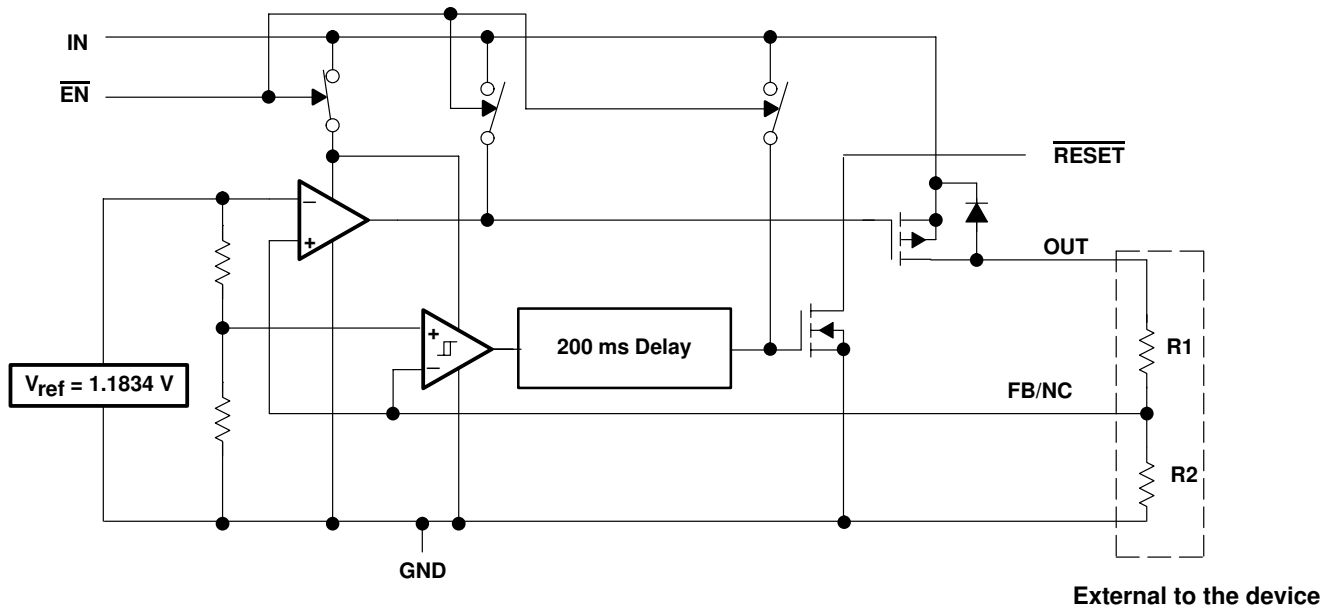 IN
EN
RESET
OUT
−
+
+
−
200 ms Delay
R1
Vref = 1.1834 V
FB/NC
R2
GND
External to the device